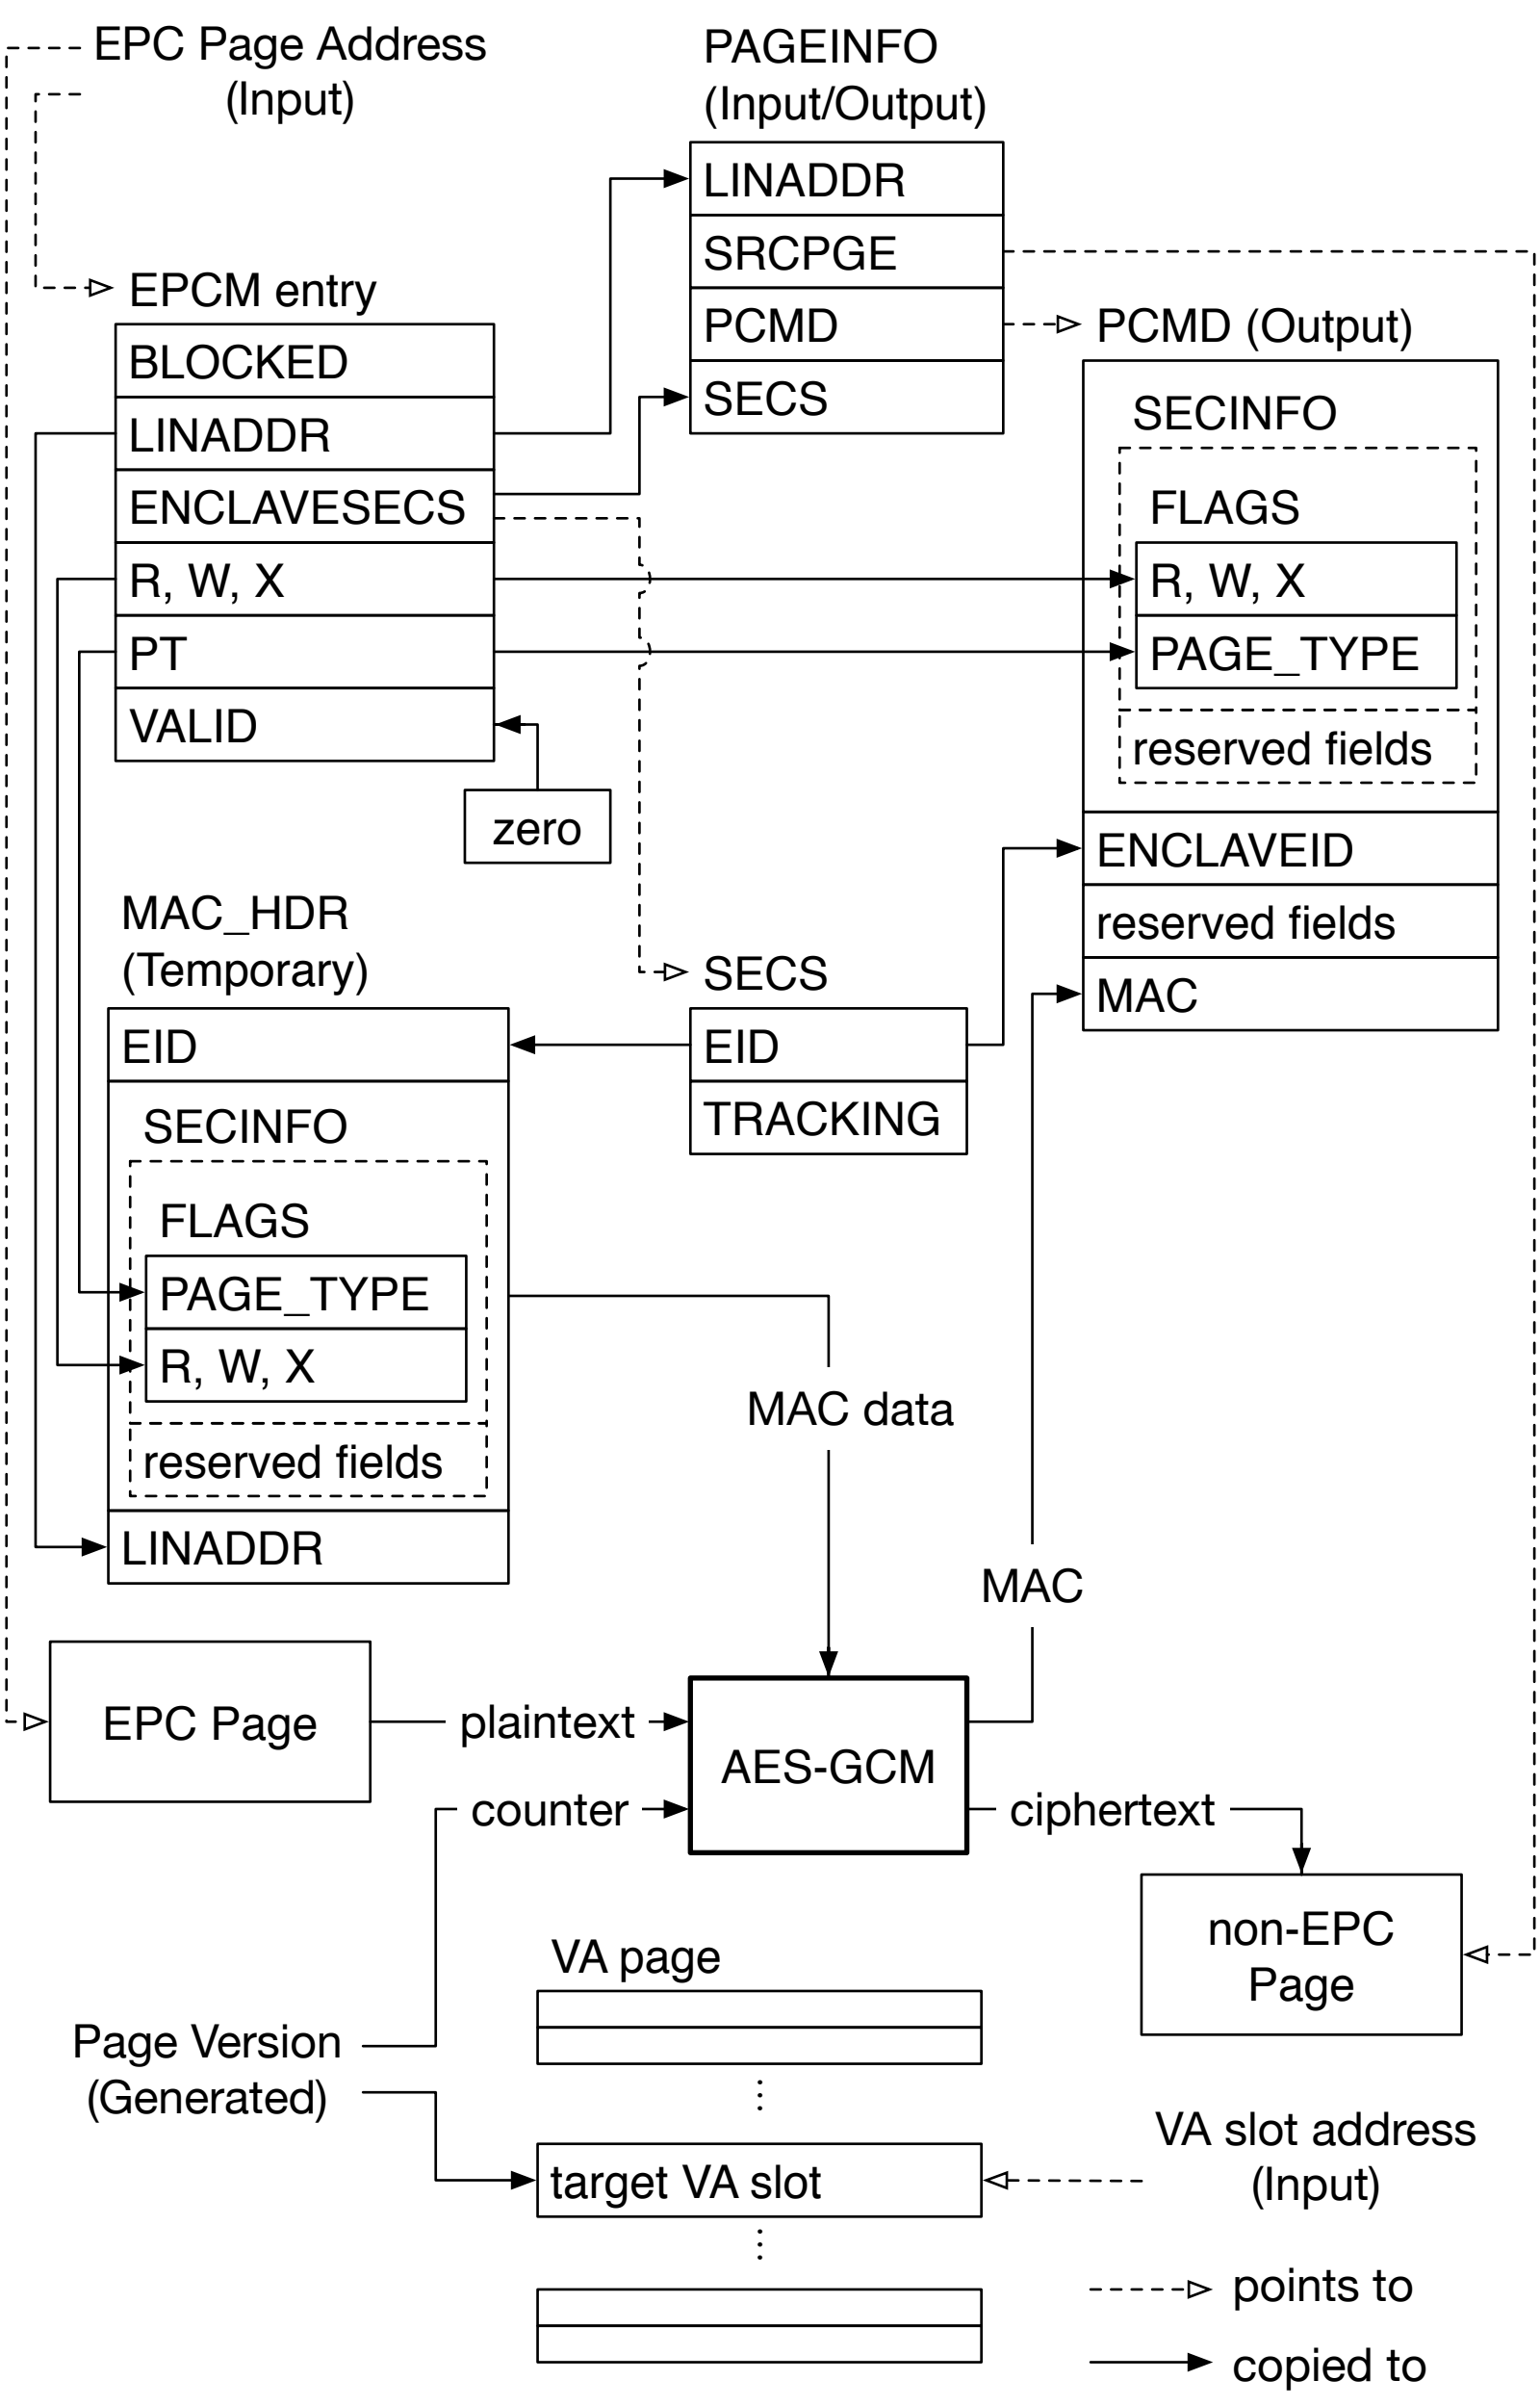 EPC Page Address
(Input)
PAGEINFO
(Input/Output)
LINADDR
SRCPGE
PCMD
SECS
EPCM entry
BLOCKED
LINADDR
ENCLAVESECS
R, W, X
PT
VALID
zero
PCMD (Output)
SECINFO
FLAGS
R, W, X
PAGE_TYPE
reserved fields
ENCLAVEID
reserved fields
MAC
MAC_HDR
(Temporary)
EID
SECINFO
FLAGS
PAGE_TYPE
R, W, X
reserved fields
LINADDR
SECS
EID
TRACKING
MAC data
MAC
EPC Page
plaintext
counter
AES-GCM
ciphertext
non-EPC
Page
VA page
Page Version
(Generated)
target VA slot
VA slot address
(Input)
points to
copied to